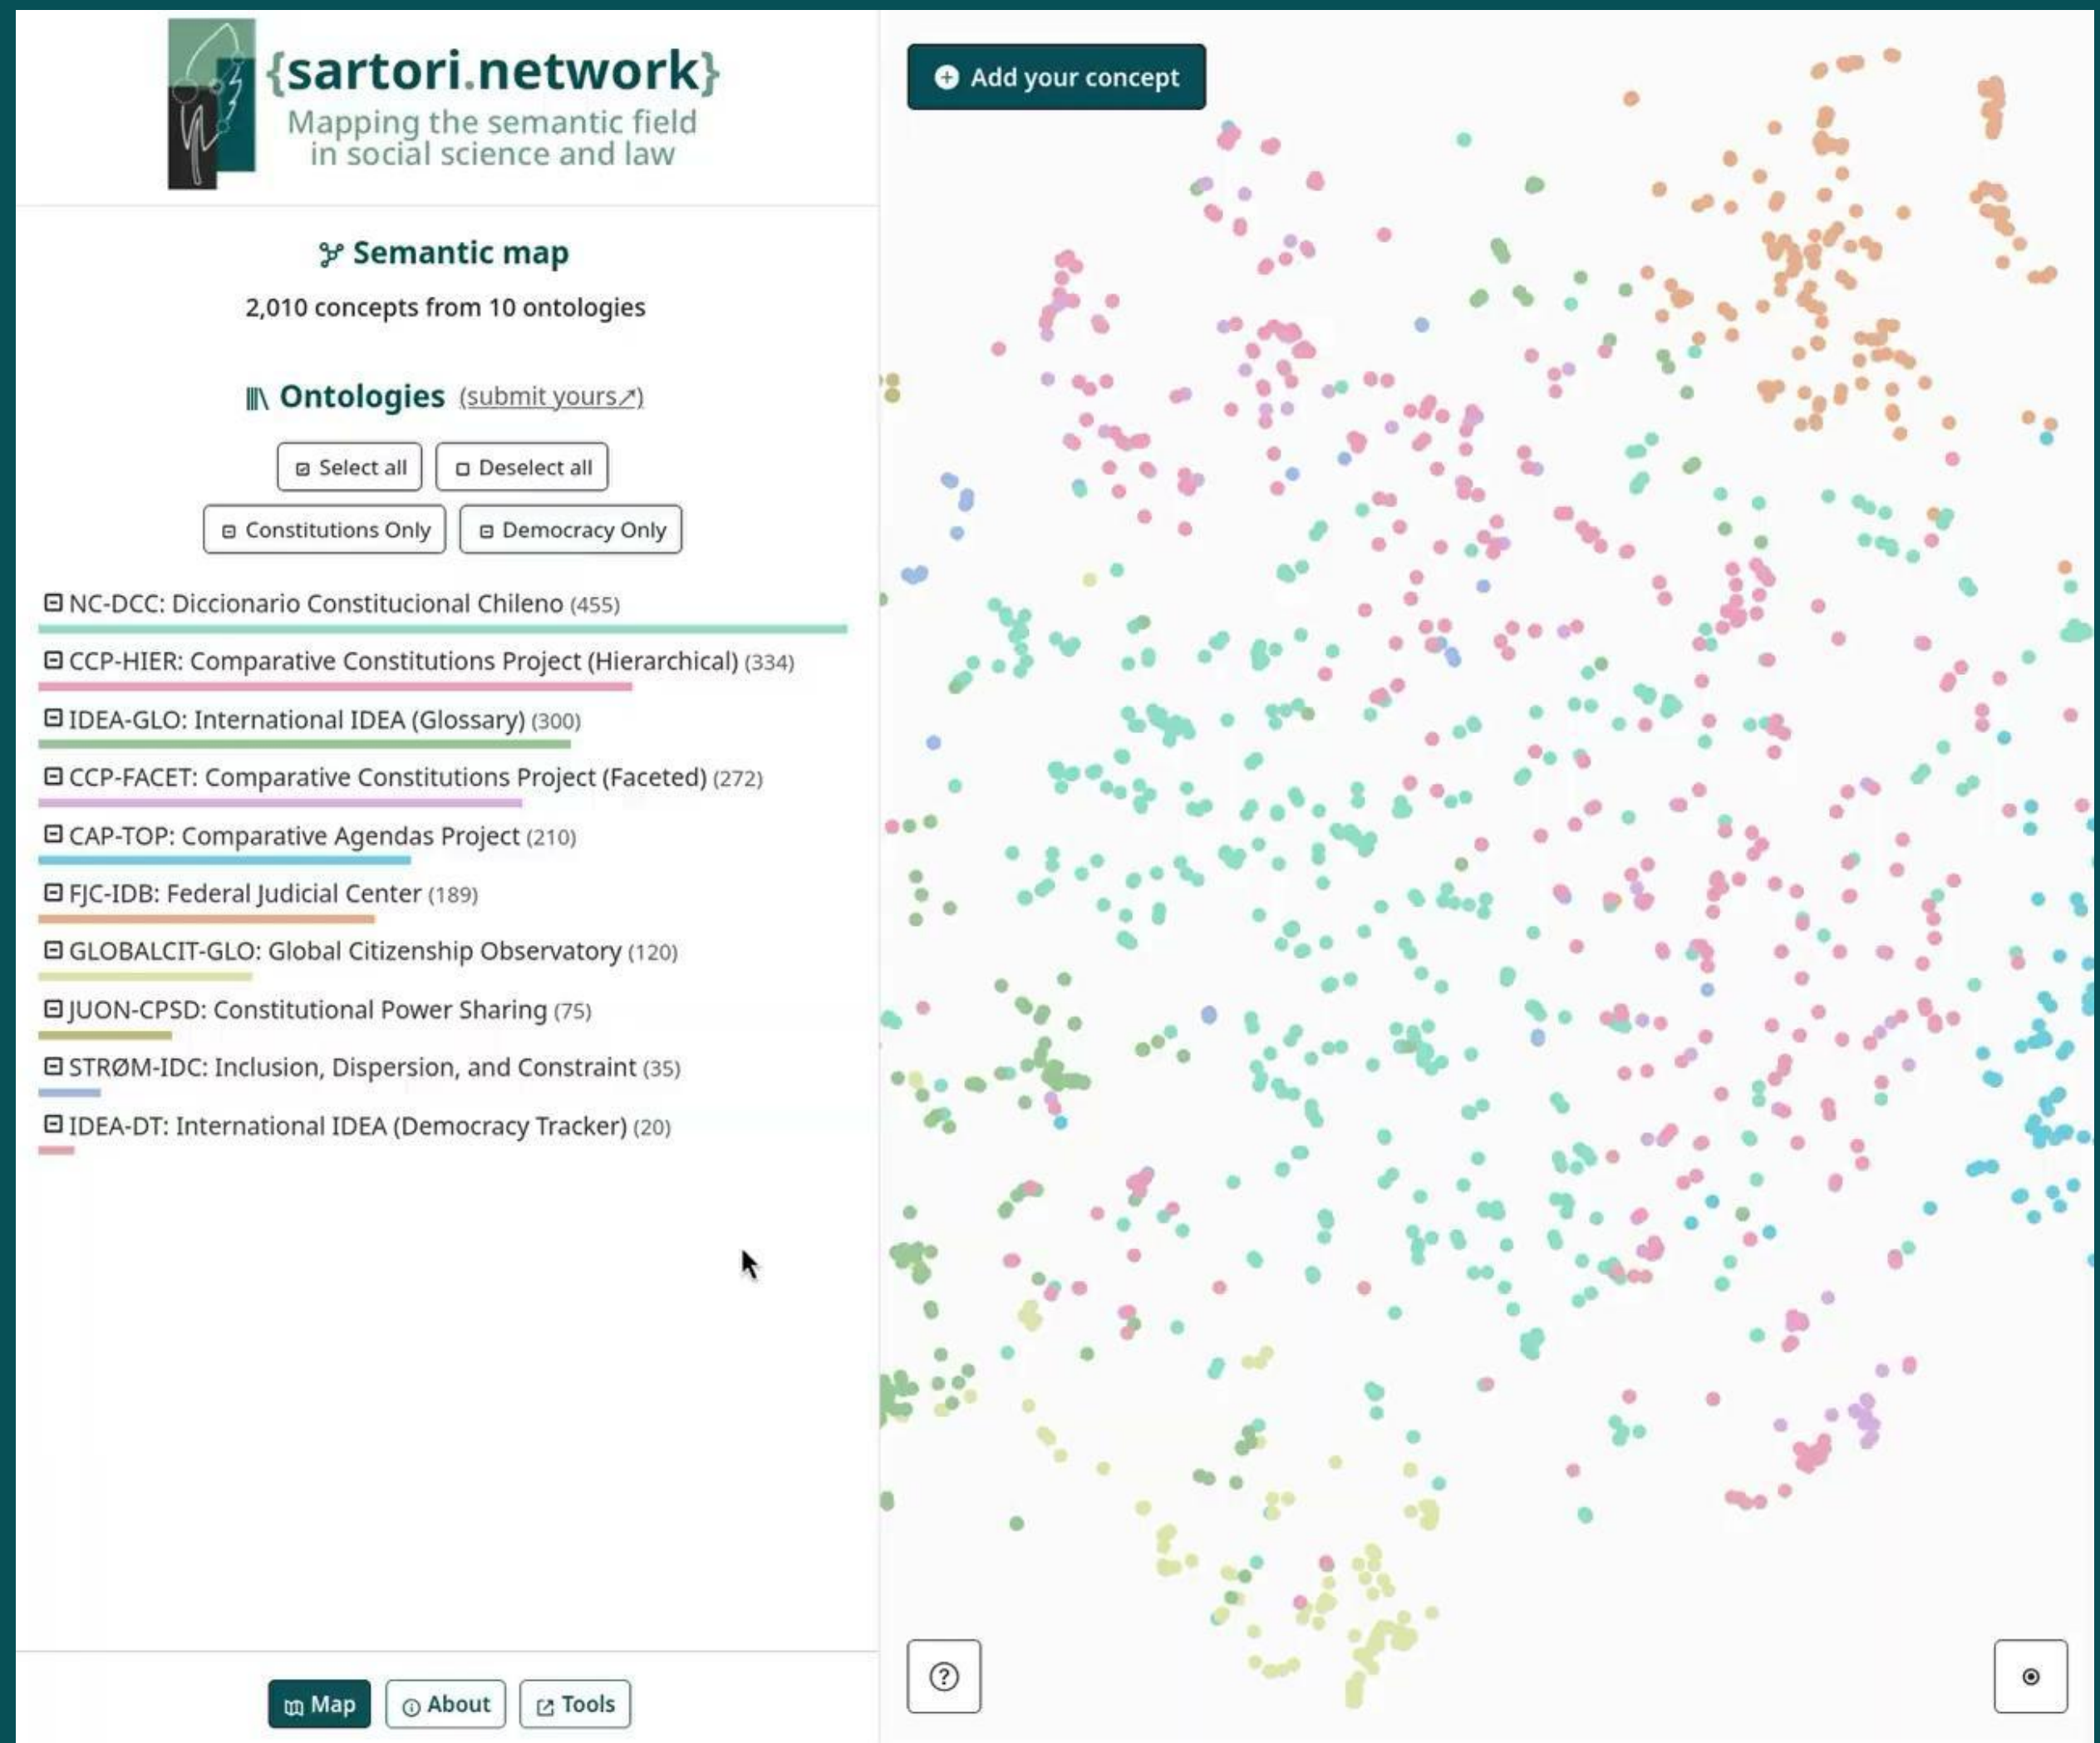 {sartori.network}
Mapping the semantic field
in social science and law
Add your concept
Semantic map
2,010 concepts from 10 ontologies
Ontologies (submit yours↗)
Select all
Deselect all
Constitutions Only
Democracy Only
NC-DCC: Diccionario Constitucional Chileno (455)
CCP-HIER: Comparative Constitutions Project (Hierarchical) (334)
IDEA-GLO: International IDEA (Glossary) (300)
CCP-FACET: Comparative Constitutions Project (Faceted) (272)
CAP-TOP: Comparative Agendas Project (210)
FJC-IDB: Federal Judicial Center (189)
GLOBALCIT-GLO: Global Citizenship Observatory (120)
JUON-CPSD: Constitutional Power Sharing (75)
STRØM-IDC: Inclusion, Dispersion, and Constraint (35)
IDEA-DT: International IDEA (Democracy Tracker) (20)
Map
About
Tools